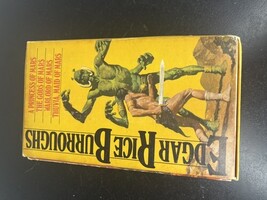 EDGAR RICE BURROUGHS
A PRINCESS OF MARS
THE GODS OF MARS
WARLORD OF MARS
THUVIA, MAID OF MARS